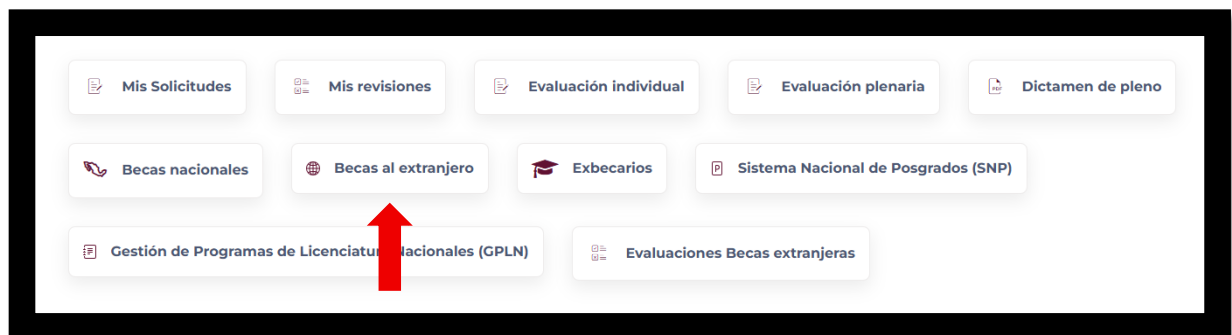 Mis Solicitudes Mis revisiones Evaluación individual Evaluación plenaria Dictamen de pleno
Becas nacionales Becas al extranjero Exbecarios P Sistema Nacional de Posgrados (SNP)
Gestión de Programas de Licenciatur Nacionales (GPLN) Evaluaciones Becas extranjeras